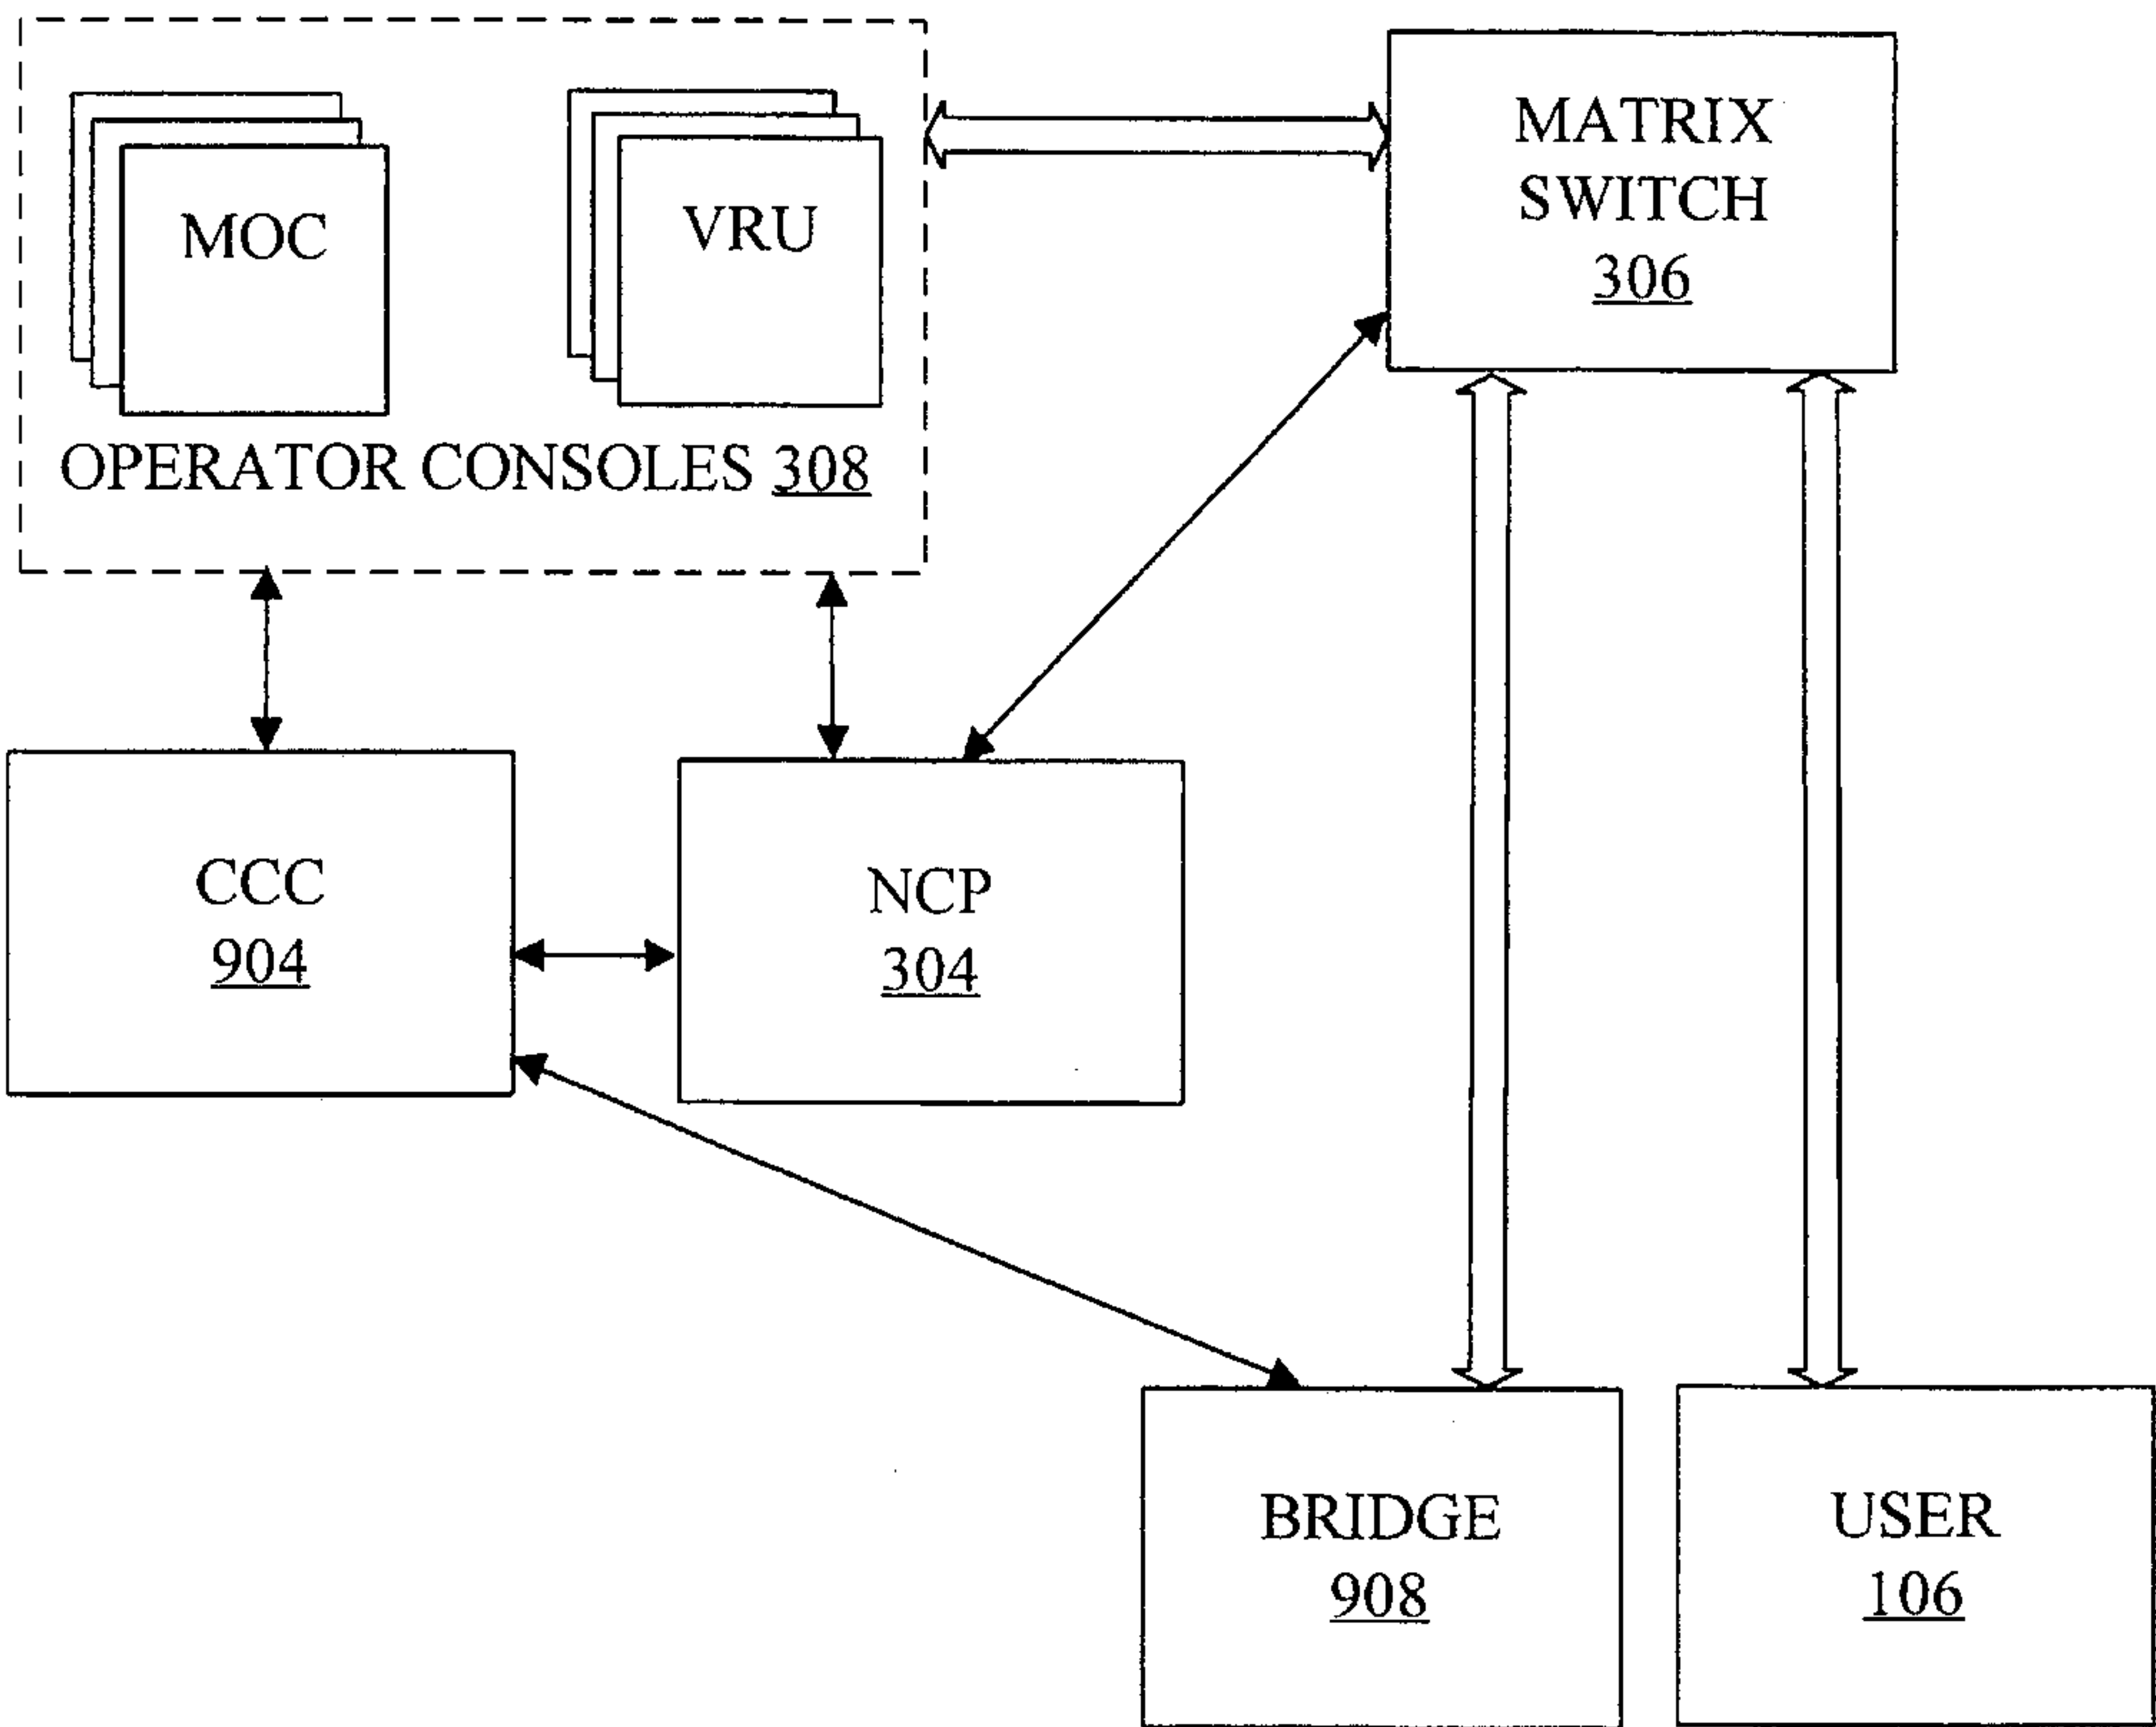 MOC
VRU
OPERATOR CONSOLES 308
MATRIX
SWITCH
306
CCC
904
NCP
304
BRIDGE
908
USER
106